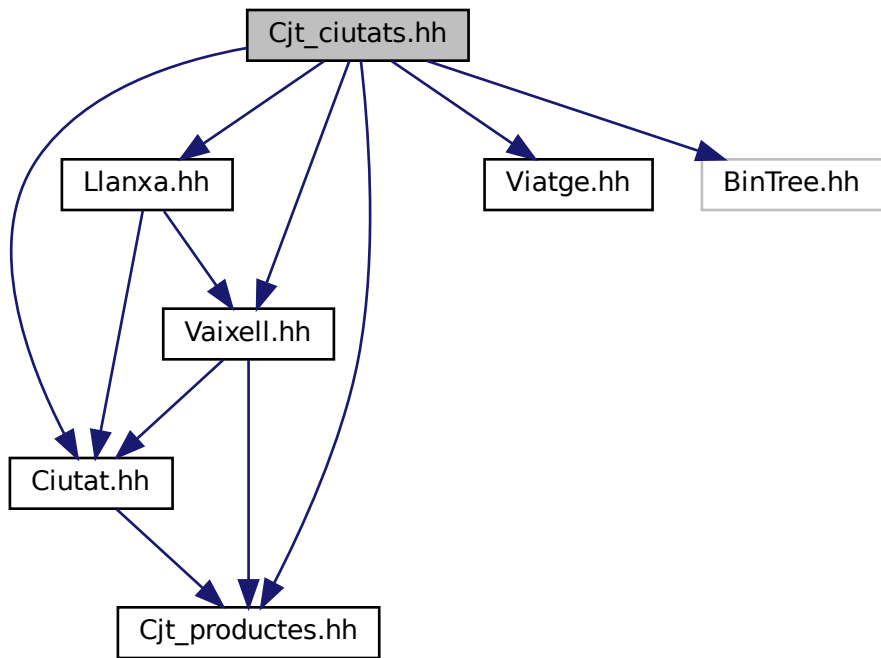 Cjt_ciutats.hh
Llanxa.hh
Viatge.hh
BinTree.hh
Vaixell.hh
Ciutat.hh
Cjt_productes.hh